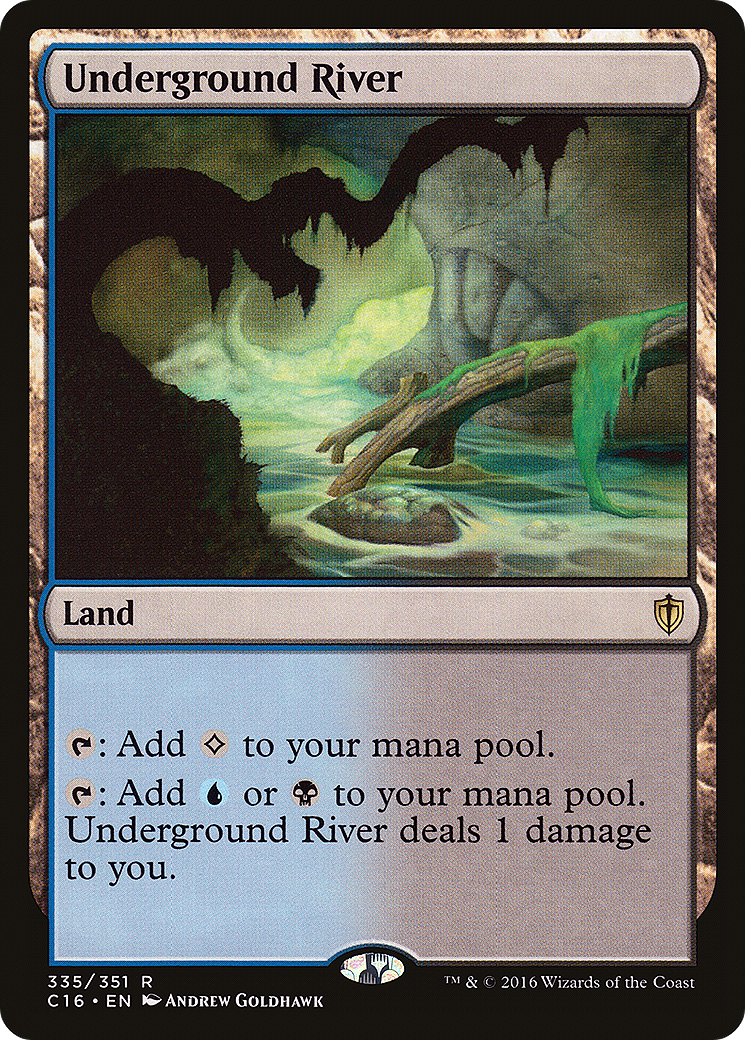 Underground River
Land
: Add to your mana pool.
: Add or to your mana pool.
Underground River deals 1 damage
to you.
335/351 R
C16 • EN Andrew Goldhawk
™ & © 2016 Wizards of the Coast